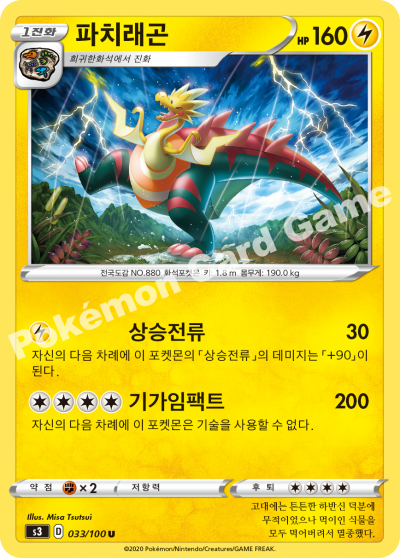 1진화 파치래곤 HP 160
희귀한화석에서 진화
전국도감 NO.880 화석포켓몬 키: 1.8 m 몸무게: 190.0 kg
Pokémon Card Game
상승전류 30
자신의 다음 차례에 이 포켓몬의 「상승전류」의 데미지는 「+90」이
된다.
기가임팩트 200
자신의 다음 차례에 이 포켓몬은 기술을 사용할 수 없다.
약점 ×2 저항력 후퇴
Illus. Misa Tsutsui
s3 D 033/100 U
고대에는 든든한 하반신 덕분에
무적이었으나 먹이인 식물을
모두 먹어버려서 멸종했다.
©2020 Pokémon/Nintendo/Creatures/GAME FREAK.